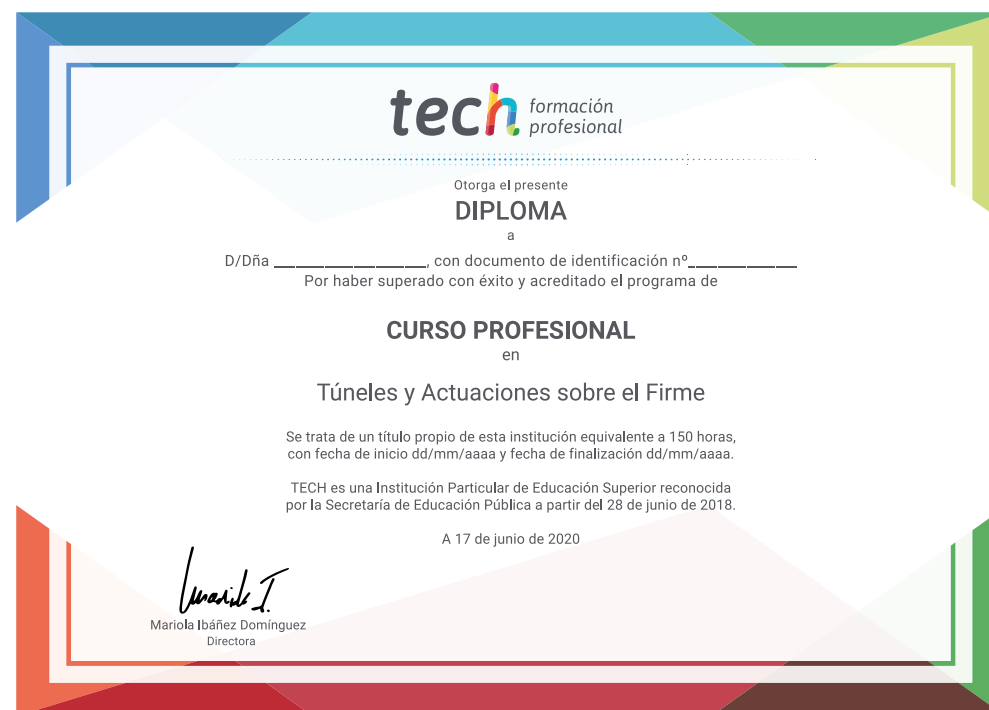 tech formación
profesional
Otorga el presente
DIPLOMA
a
D/Dña ____________, con documento de identificación nº_________
Por haber superado con éxito y acreditado el programa de
CURSO PROFESIONAL
en
Túneles y Actuaciones sobre el Firme
Se trata de un título propio de esta institución equivalente a 150 horas,
con fecha de inicio dd/mm/aaaa y fecha de finalización dd/mm/aaaa.
TECH es una Institución Particular de Educación Superior reconocida
por la Secretaría de Educación Pública a partir del 28 de junio de 2018.
A 17 de junio de 2020
Mariola Ibáñez Domínguez
Directora